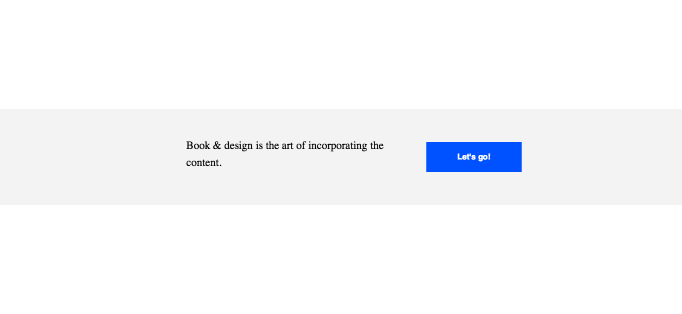 Book & design is the art of incorporating the
content.
Let's go!